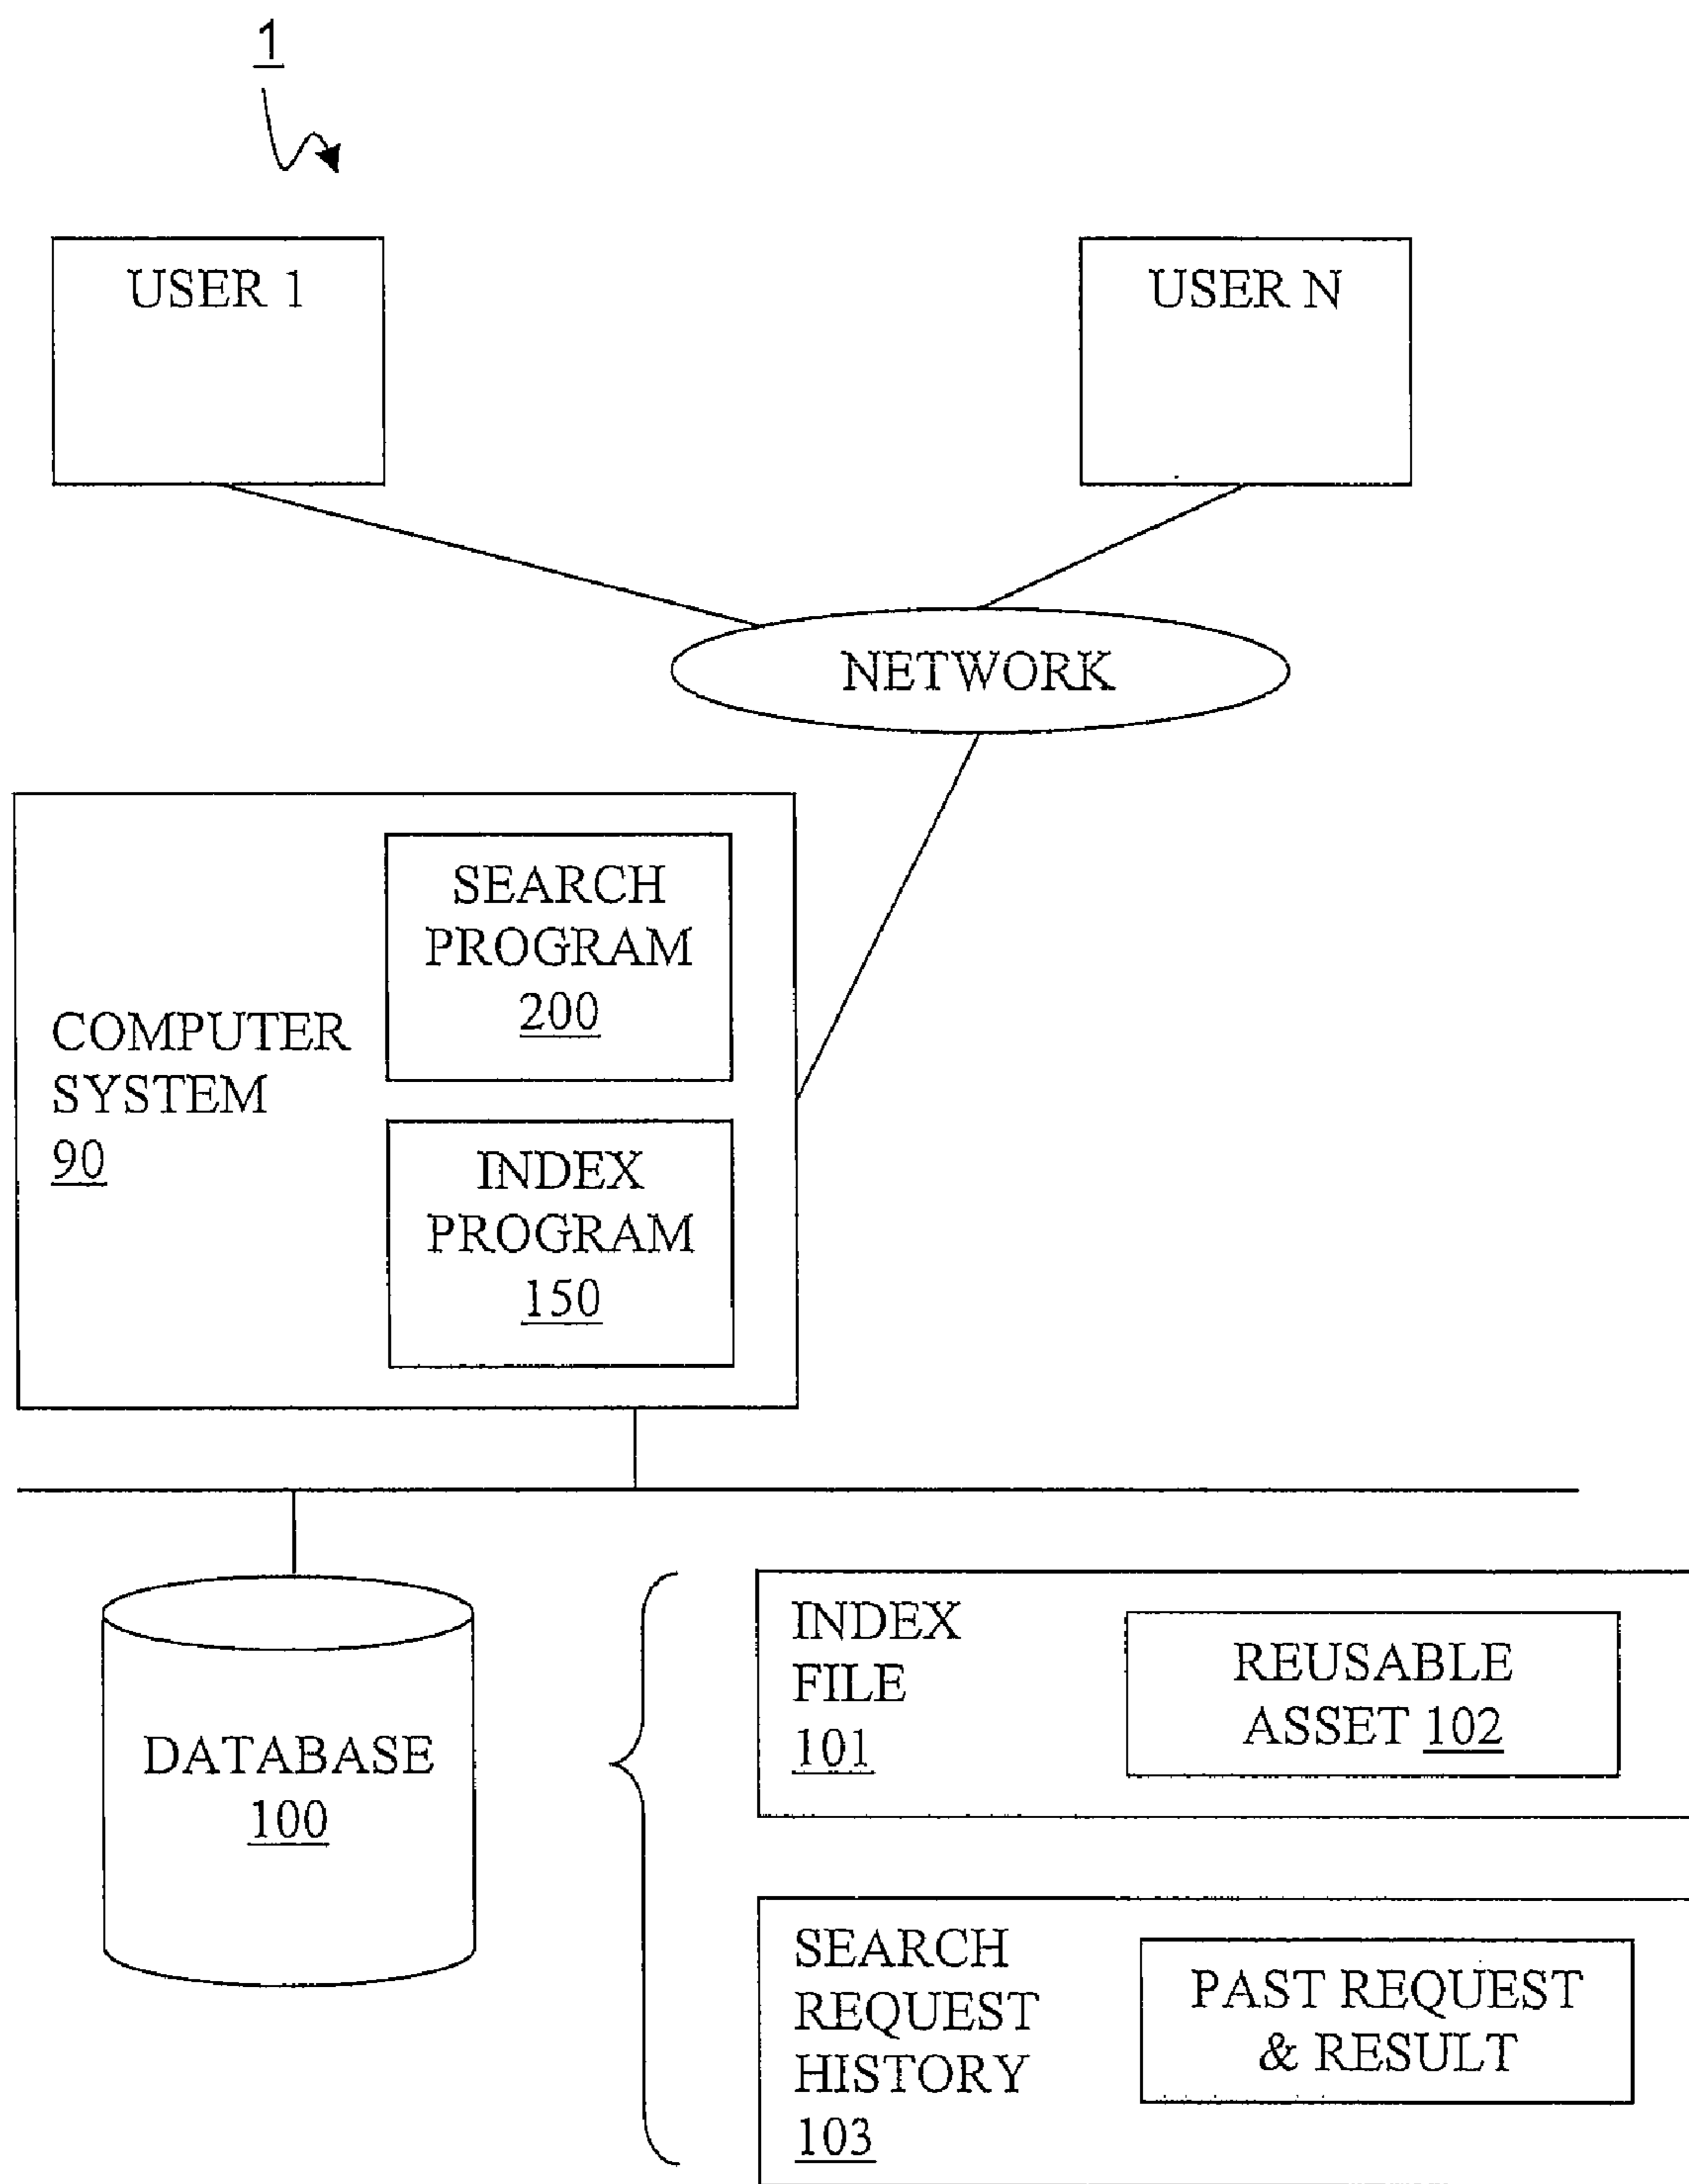 1
USER 1
USER N
NETWORK
SEARCH
PROGRAM
200
COMPUTER
SYSTEM
90
INDEX
PROGRAM
150
DATABASE
100
INDEX
FILE
101
REUSABLE
ASSET 102
SEARCH
REQUEST
HISTORY
103
PAST REQUEST
& RESULT